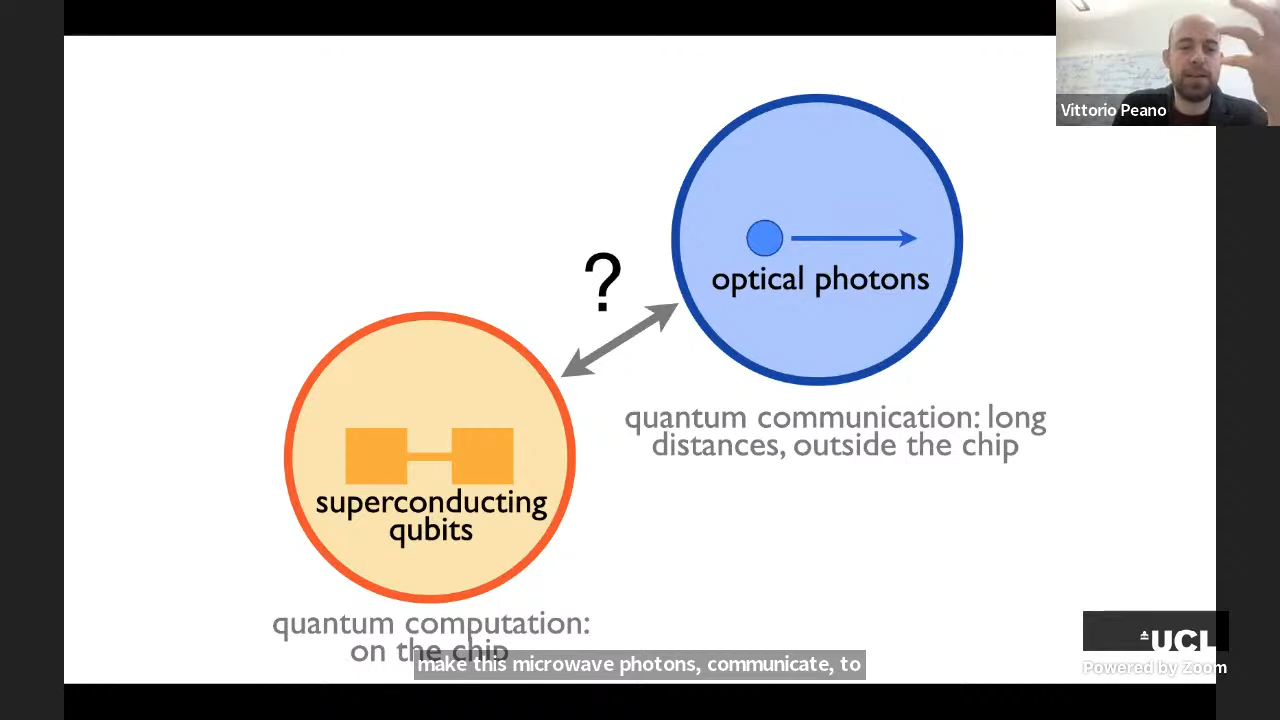 Vittorio Peano
?
optical photons
quantum communication: long
distances, outside the chip
superconducting
qubits
quantum computation:
on the chip
make this microwave photons, communicate, to
UCL
Powered by Zoom